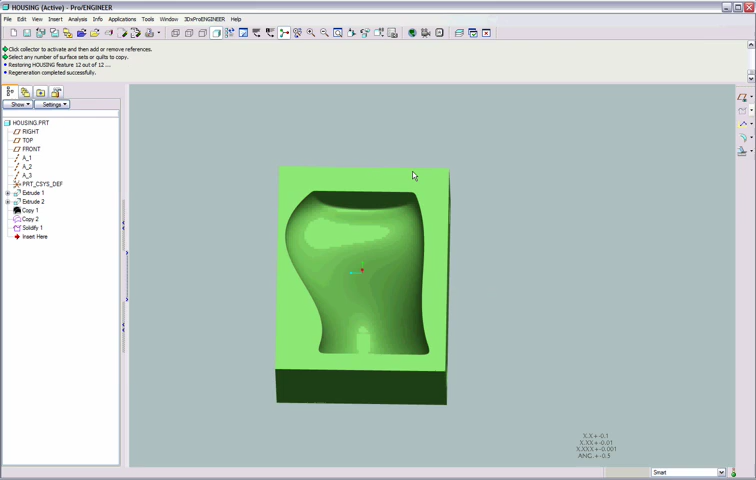 HOUSING (Active) - Pro/ENGINEER
File Edit View Insert Analysis Info Applications Tools Window 3DxProENGINEER Help
Click collector to activate and then add or remove references.
Select any number of surface sets or quilts to copy.
Restoring HOUSING feature 12 out of 12 ...
Regeneration completed successfully.
Show Settings
HOUSING.PRT
RIGHT
TOP
FRONT
A_1
A_2
A_3
PRT_CSYS_DEF
Extrude 1
Extrude 2
Copy 1
Copy 2
Solidify 1
Insert Here
X.X+-0.1
X.XX+-0.01
X.XXX+-0.001
ANG.+-0.5
Smart